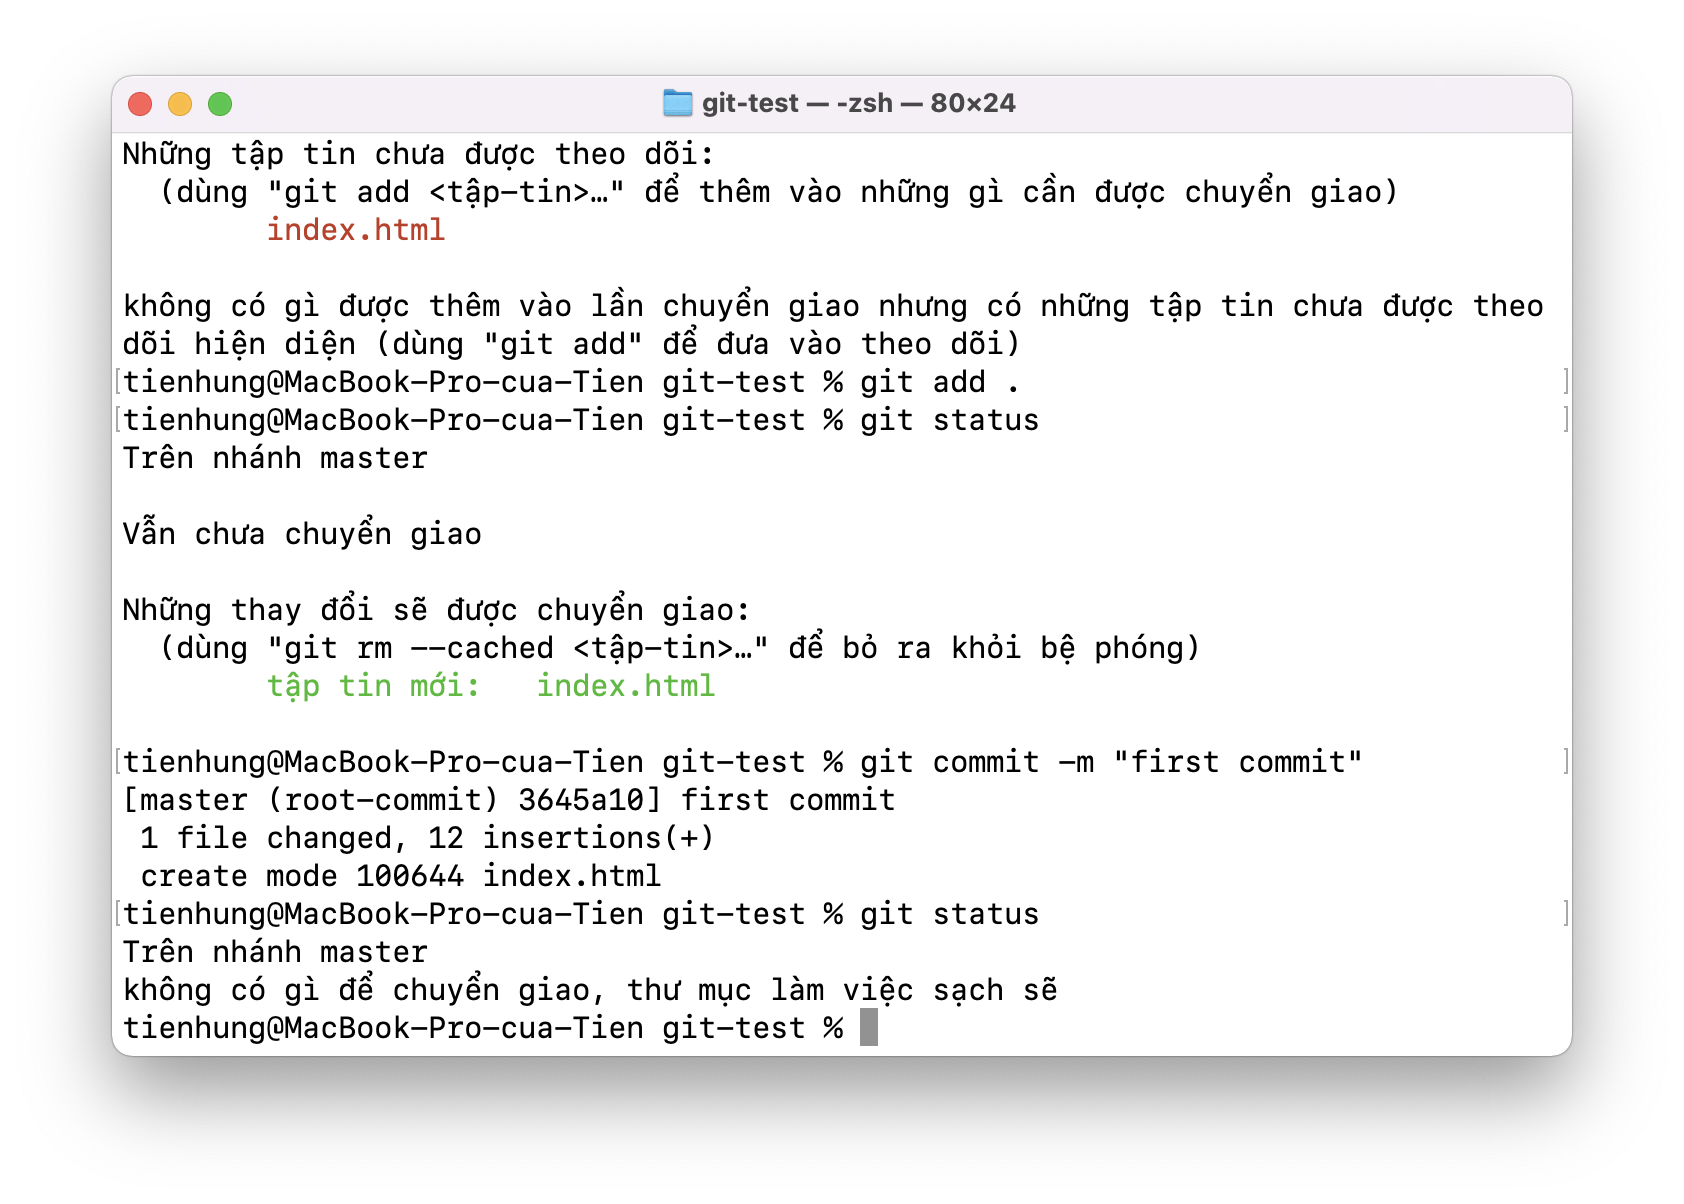 git-test — -zsh — 80×24
Những tập tin chưa được theo dõi:
  (dùng "git add <tập-tin>…" để thêm vào những gì cần được chuyển giao)
        index.html
không có gì được thêm vào lần chuyển giao nhưng có những tập tin chưa được theo
dõi hiện diện (dùng "git add" để đưa vào theo dõi)
[tienhung@MacBook-Pro-cua-Tien git-test % git add . ]
[tienhung@MacBook-Pro-cua-Tien git-test % git status ]
Trên nhánh master
Vẫn chưa chuyển giao
Những thay đổi sẽ được chuyển giao:
  (dùng "git rm --cached <tập-tin>…" để bỏ ra khỏi bệ phóng)
        tập tin mới:   index.html
[tienhung@MacBook-Pro-cua-Tien git-test % git commit -m "first commit" ]
[master (root-commit) 3645a10] first commit
 1 file changed, 12 insertions(+)
 create mode 100644 index.html
[tienhung@MacBook-Pro-cua-Tien git-test % git status ]
Trên nhánh master
không có gì để chuyển giao, thư mục làm việc sạch sẽ
tienhung@MacBook-Pro-cua-Tien git-test %